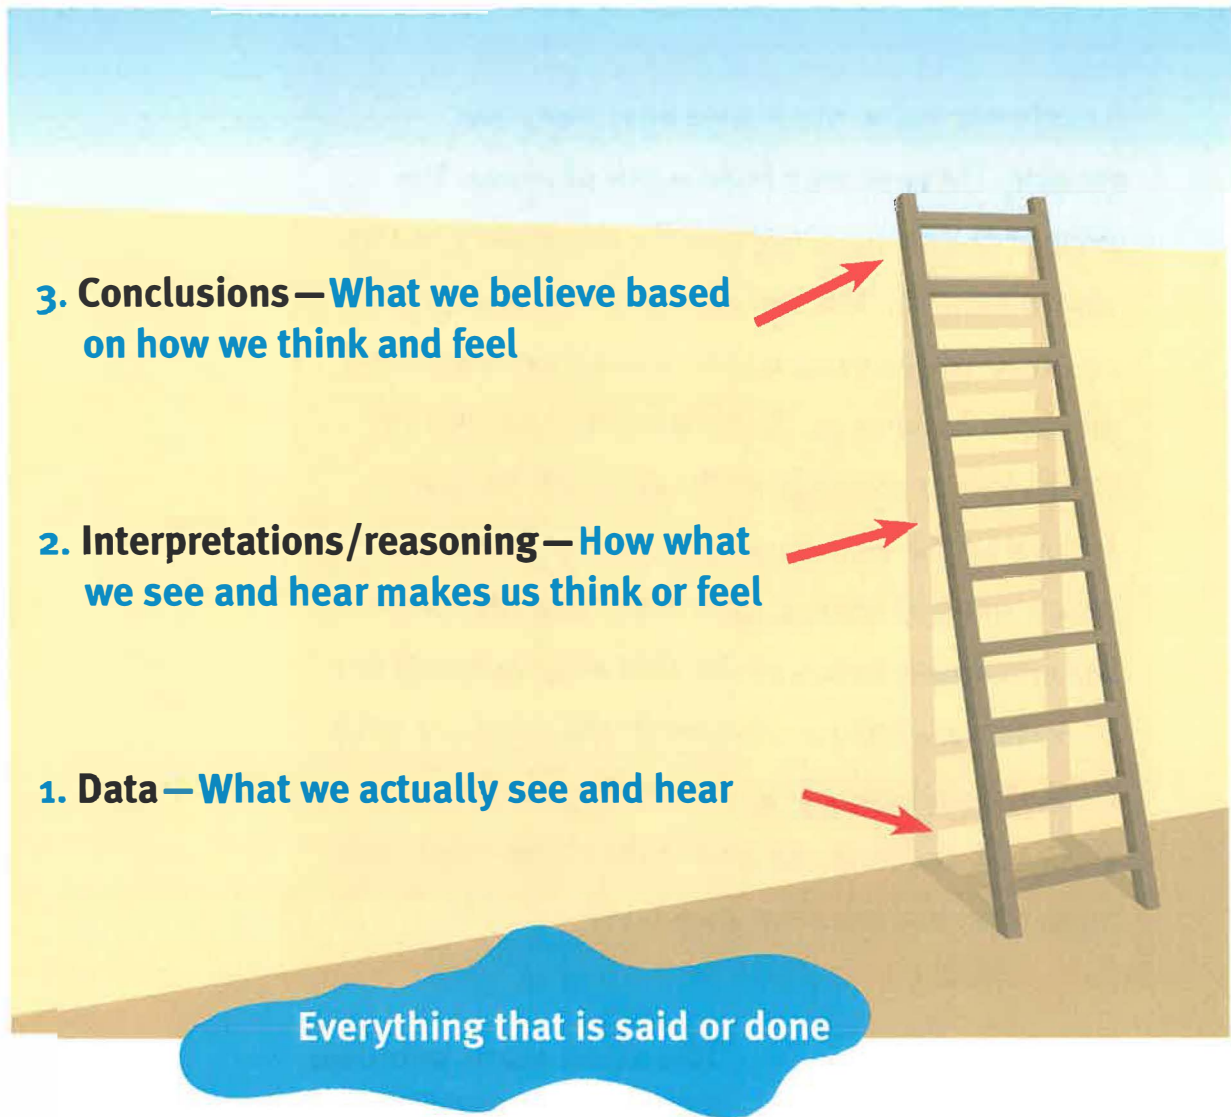 3. Conclusions—What we believe based
on how we think and feel
2. Interpretations/reasoning—How what
we see and hear makes us think or feel
1. Data—What we actually see and hear
Everything that is said or done